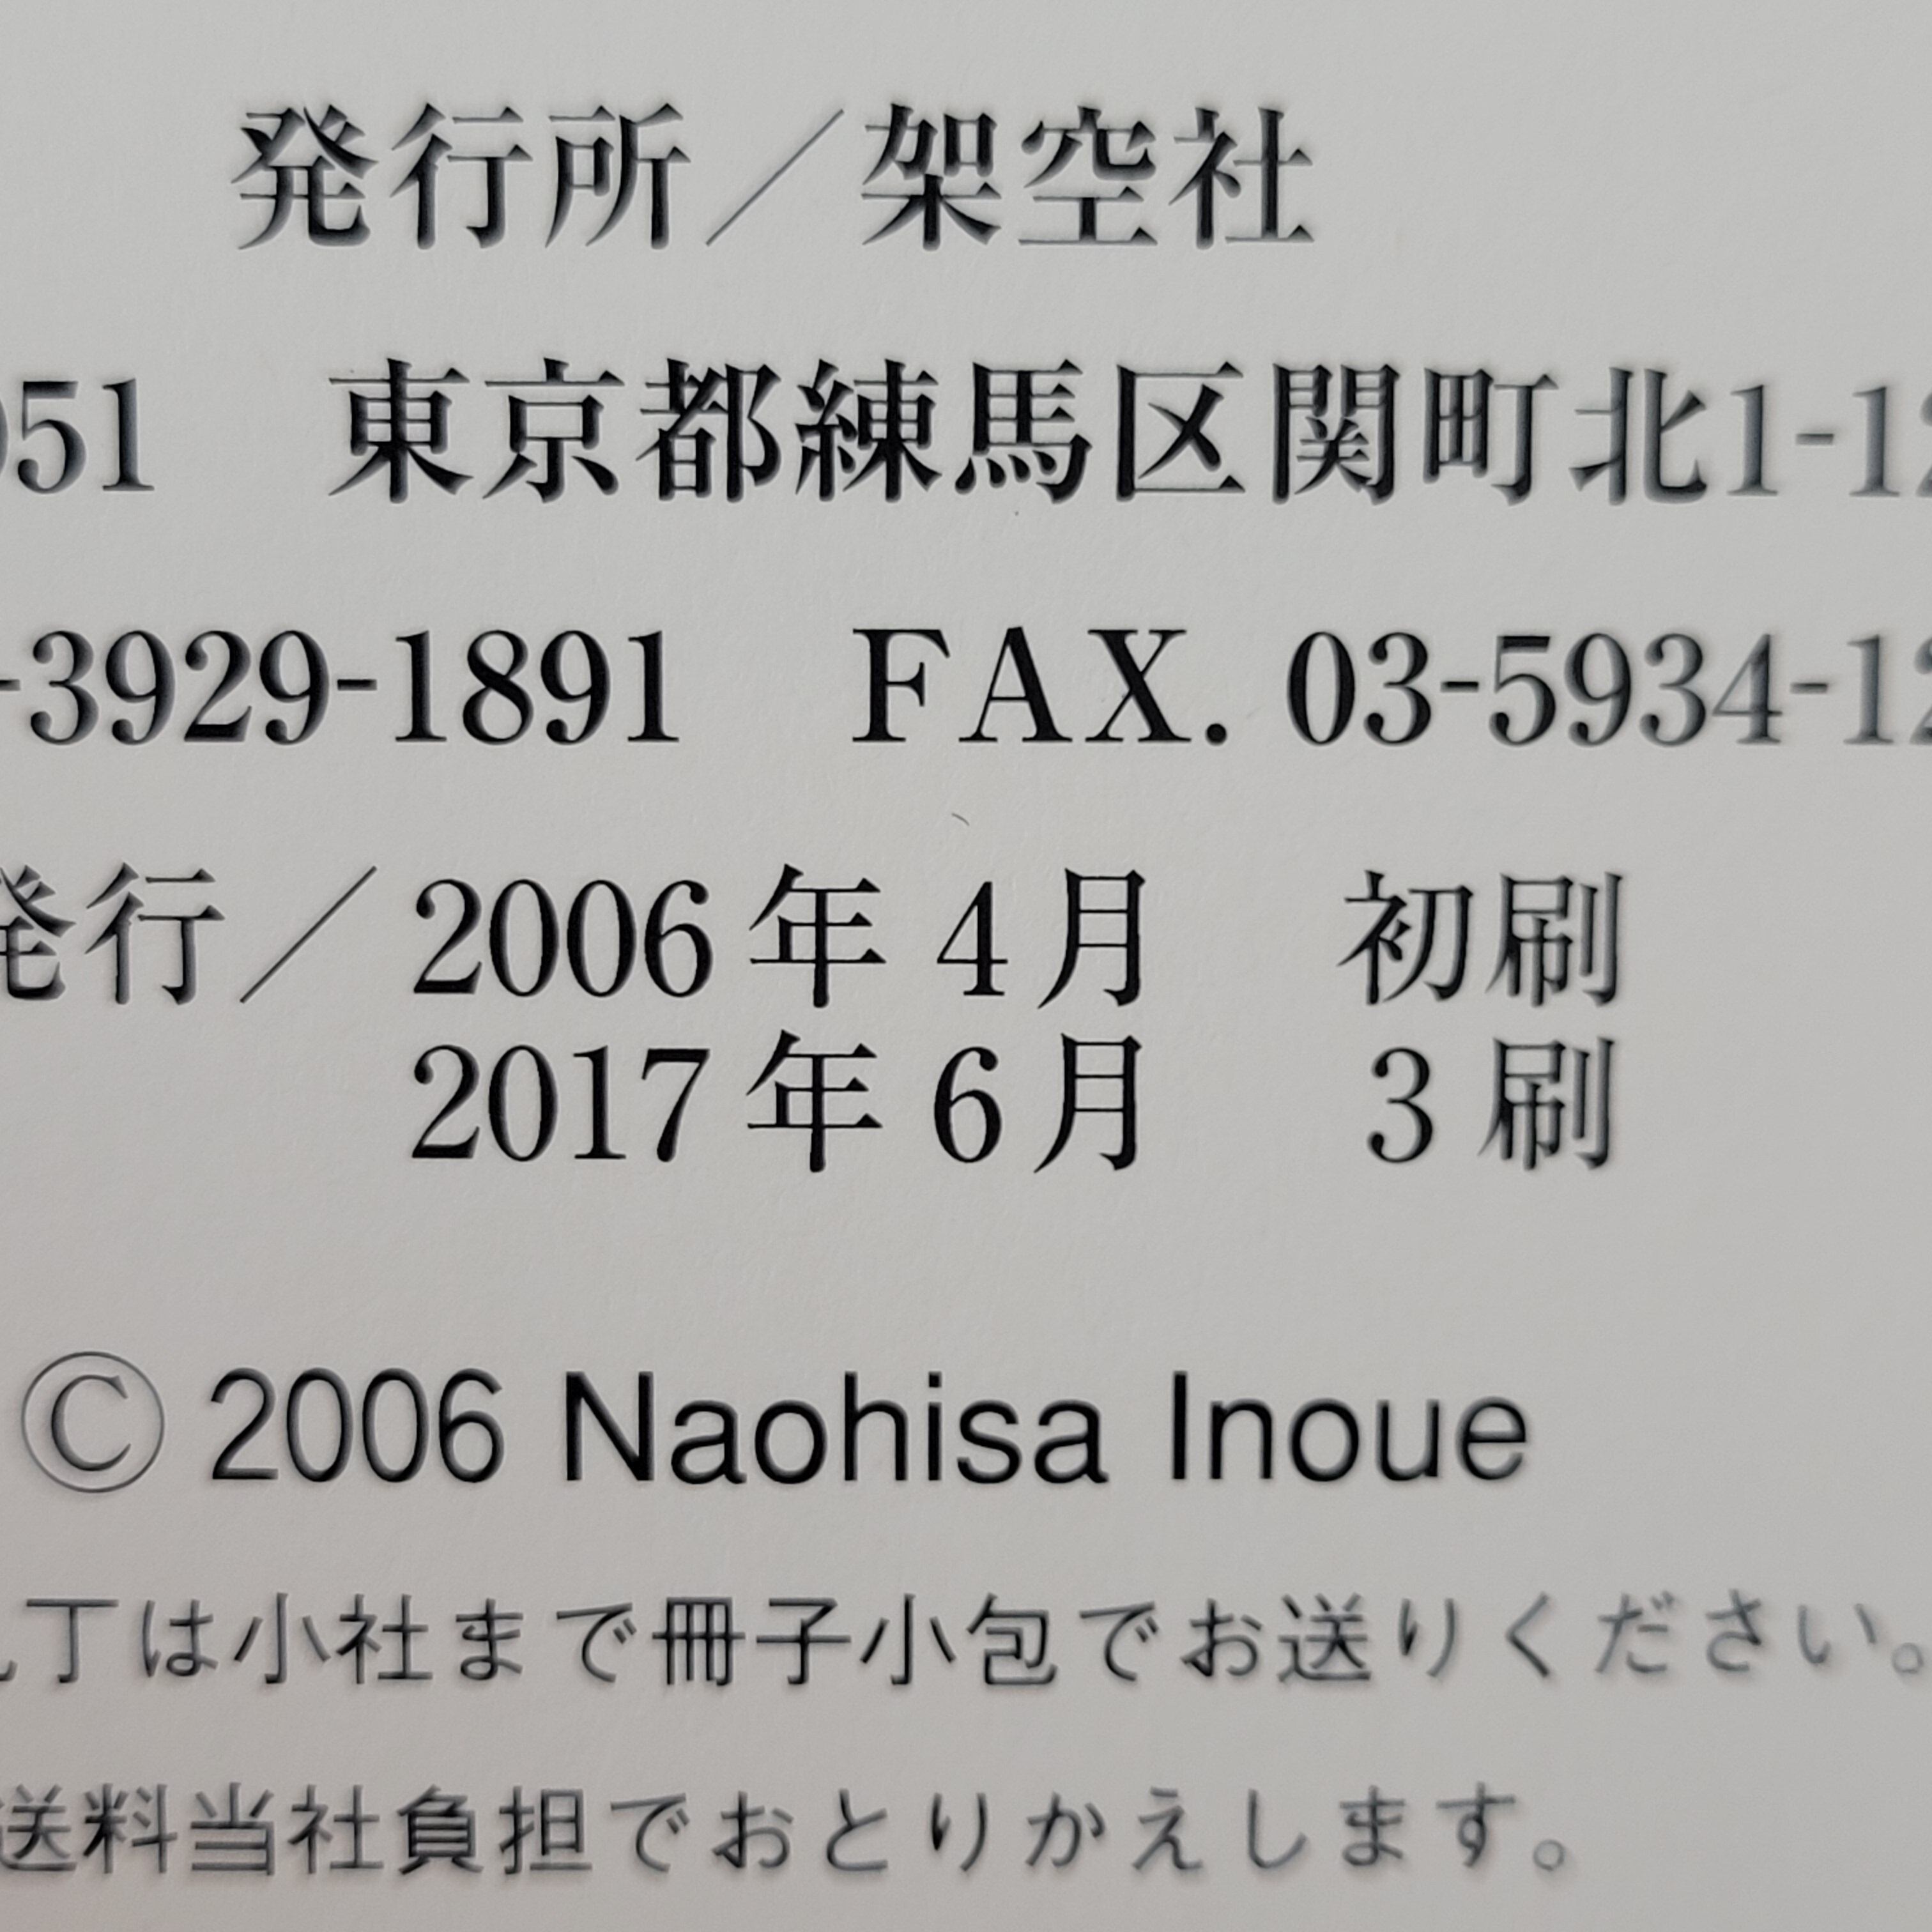 発行所／架空社
051　東京都練馬区関町北1-12
-3929-1891　FAX. 03-5934-12
発行／2006年 4月　初刷
2017年 6月　3刷
© 2006 Naohisa Inoue
丁は小社まで冊子小包でお送りください。
送料当社負担でおとりかえします。